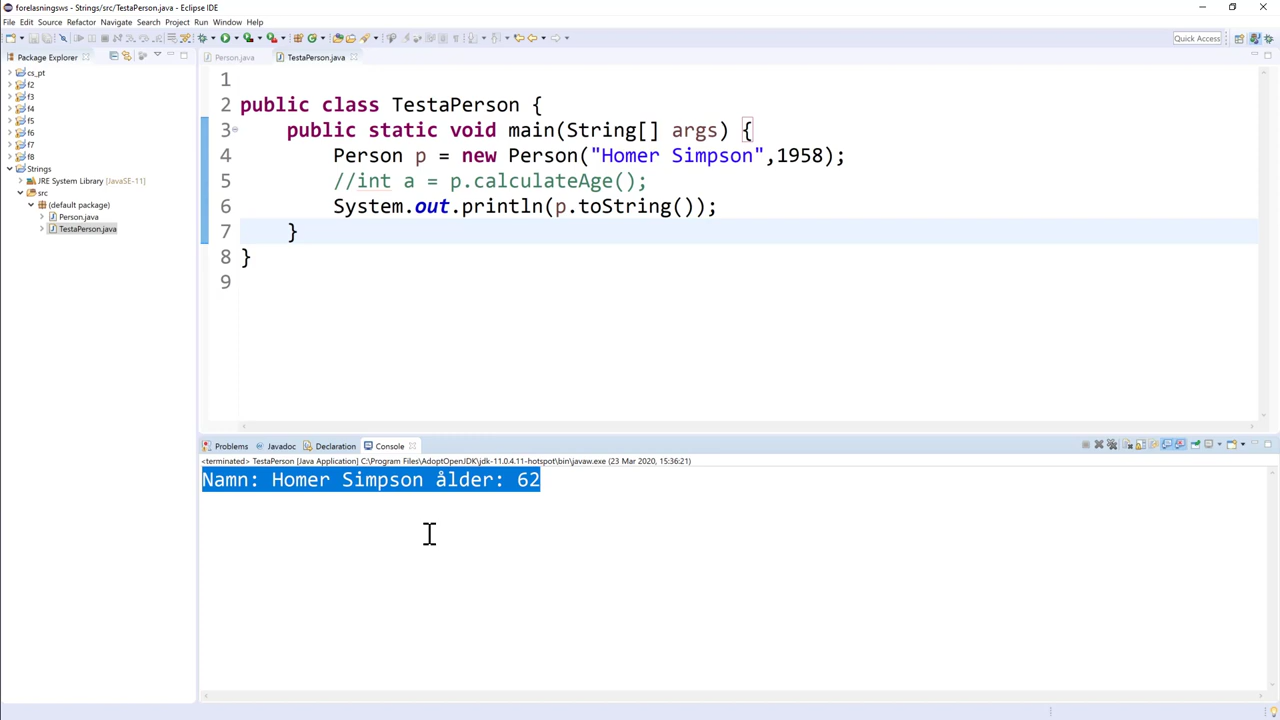 forelasningsws - Strings/src/TestaPerson.java - Eclipse IDE
File Edit Source Refactor Navigate Search Project Run Window Help
Quick Access
Package Explorer
Person.java
TestaPerson.java
cs_pt
f2
f3
f4
f5
f6
f7
f8
Strings
JRE System Library [JavaSE-11]
src
(default package)
Person.java
TestaPerson.java
1
2 public class TestaPerson {
3 public static void main(String[] args) {
4 Person p = new Person("Homer Simpson",1958);
5 //int a = p.calculateAge();
6 System.out.println(p.toString());
7 }
8 }
9
Problems Javadoc Declaration Console
<terminated> TestaPerson [Java Application] C:\Program Files\AdoptOpenJDK\jdk-11.0.4.11-hotspot\bin\javaw.exe (23 Mar 2020, 15:36:21)
Namn: Homer Simpson ålder: 62